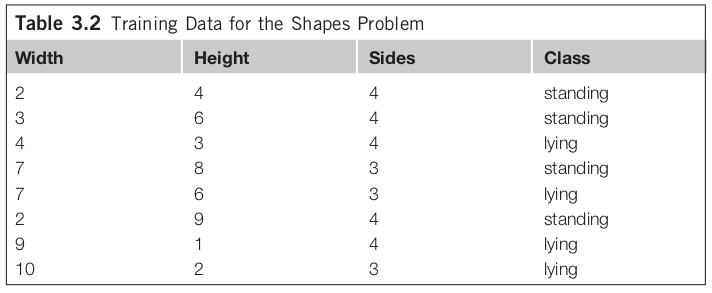 Table 3.2 Training Data for the Shapes Problem
Width Height Sides Class
2 4 4 standing
3 6 4 standing
4 3 4 lying
7 8 3 standing
7 6 3 lying
2 9 4 standing
9 1 4 lying
10 2 3 lying